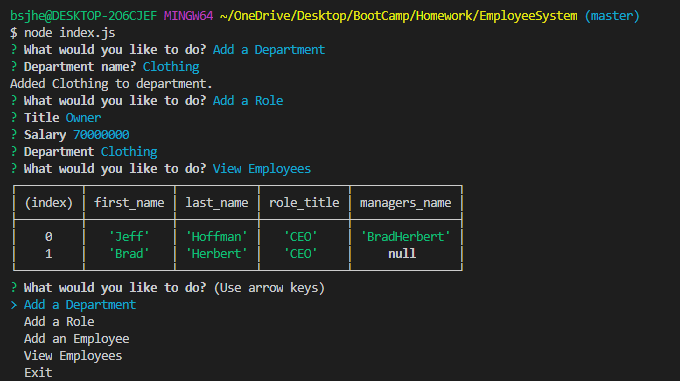 bsjhe@DESKTOP-2O6CJEF MINGW64 ~/OneDrive/Desktop/BootCamp/Homework/EmployeeSystem (master)
$ node index.js
? What would you like to do? Add a Department
? Department name? Clothing
Added Clothing to department.
? What would you like to do? Add a Role
? Title Owner
? Salary 70000000
? Department Clothing
? What would you like to do? View Employees
(index) first_name last_name role_title managers_name
0 'Jeff' 'Hoffman' 'CEO' 'BradHerbert'
1 'Brad' 'Herbert' 'CEO' null
? What would you like to do? (Use arrow keys)
> Add a Department
Add a Role
Add an Employee
View Employees
Exit